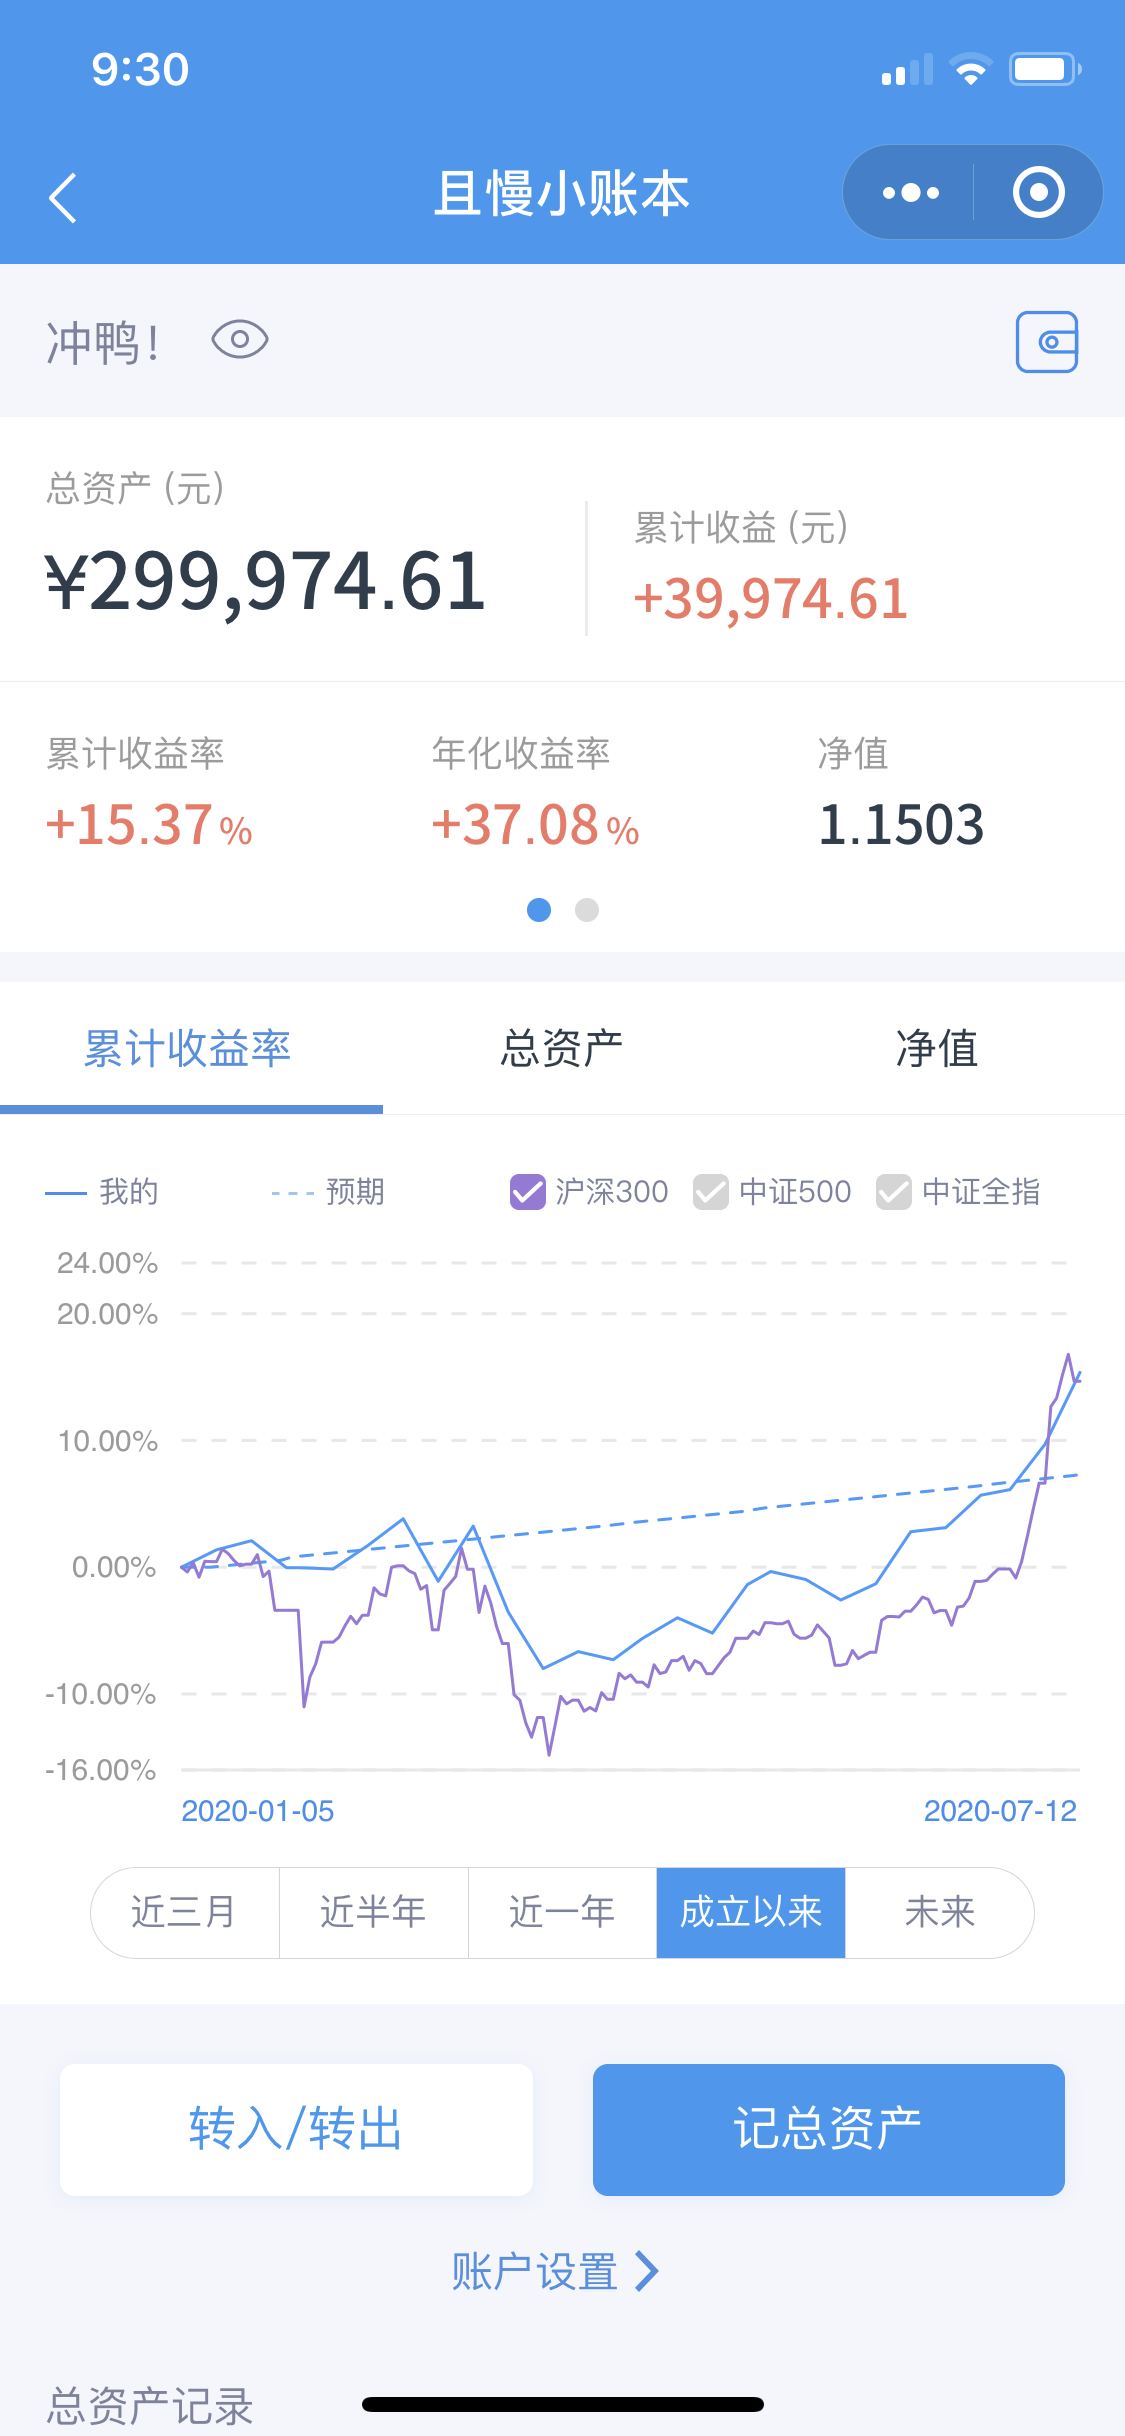 9:30
且慢小账本
冲鸭!
总资产 (元)
¥299,974.61
累计收益 (元)
+39,974.61
累计收益率
+15.37%
年化收益率
+37.08%
净值
1.1503
累计收益率 总资产 净值
我的 预期 沪深300 中证500 中证全指
24.00%
20.00%
10.00%
0.00%
-10.00%
-16.00%
2020-01-05 2020-07-12
近三月 近半年 近一年 成立以来 未来
转入/转出 记总资产
账户设置
总资产记录